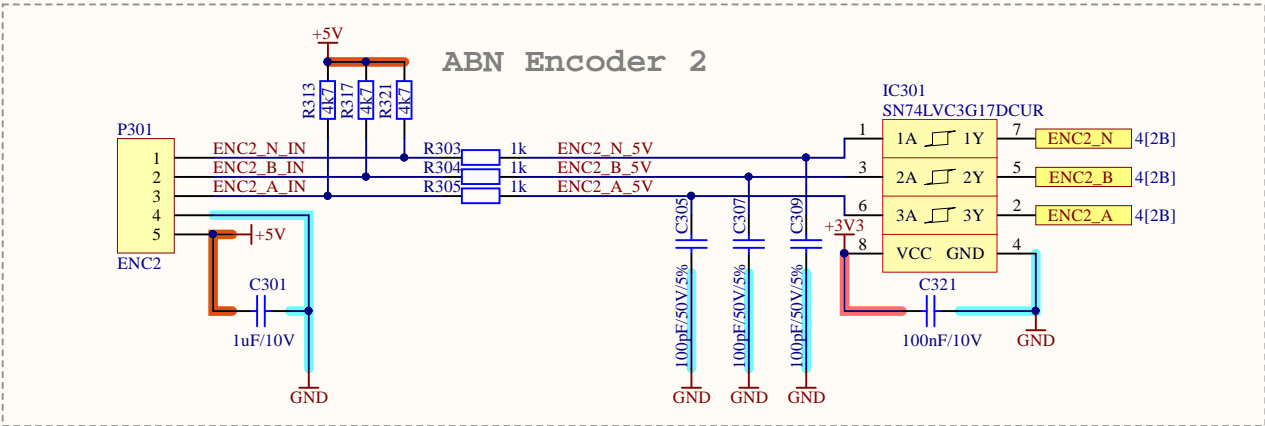 +5V
ABN Encoder 2
R313
4k7
R317
4k7
R321
4k7
IC301
SN74LVC3G17DCUR
P301
1
2
3
4
5
ENC2
ENC2_N_IN
ENC2_B_IN
ENC2_A_IN
R303
R304
R305
1k
1k
1k
ENC2_N_5V
ENC2_B_5V
ENC2_A_5V
1
3
6
8
1A
1Y
2A
2Y
3A
3Y
VCC
GND
7
5
2
4
ENC2_N
4[2B]
ENC2_B
4[2B]
ENC2_A
4[2B]
+5V
C301
1uF/10V
GND
C305
100pF/50V/5%
GND
C307
100pF/50V/5%
GND
C309
100pF/50V/5%
GND
+3V3
C321
100nF/10V
GND